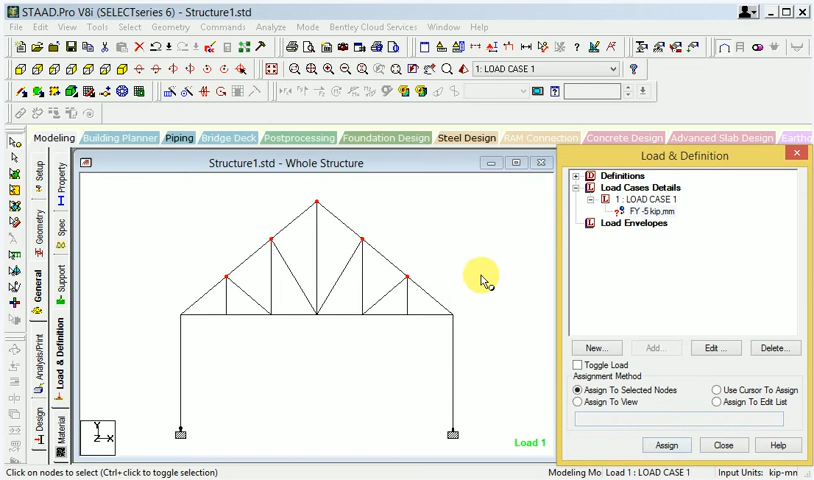 STAAD.Pro V8i (SELECTseries 6) - Structure1.std
File Edit View Tools Select Geometry Commands Analyze Mode Bentley Cloud Services Window Help
1: LOAD CASE 1
Modeling Building Planner Piping Bridge Deck Postprocessing Foundation Design Steel Design RAM Connection Concrete Design Advanced Slab Design Eartho
Structure1.std - Whole Structure
Load & Definition
Setup
Geometry
General
Analysis/Print
Design
Property
Spec
Support
Load & Definition
Material
Definitions
Load Cases Details
1 : LOAD CASE 1
FY -5 kip,mm
Load Envelopes
New... Add... Edit ... Delete...
Toggle Load
Assignment Method
Assign To Selected Nodes Use Cursor To Assign
Assign To View Assign To Edit List
Assign Close Help
Y
Z X
Load 1
Click on nodes to select (Ctrl+click to toggle selection) Modeling Mo Load 1 : LOAD CASE 1 Input Units: kip-mn